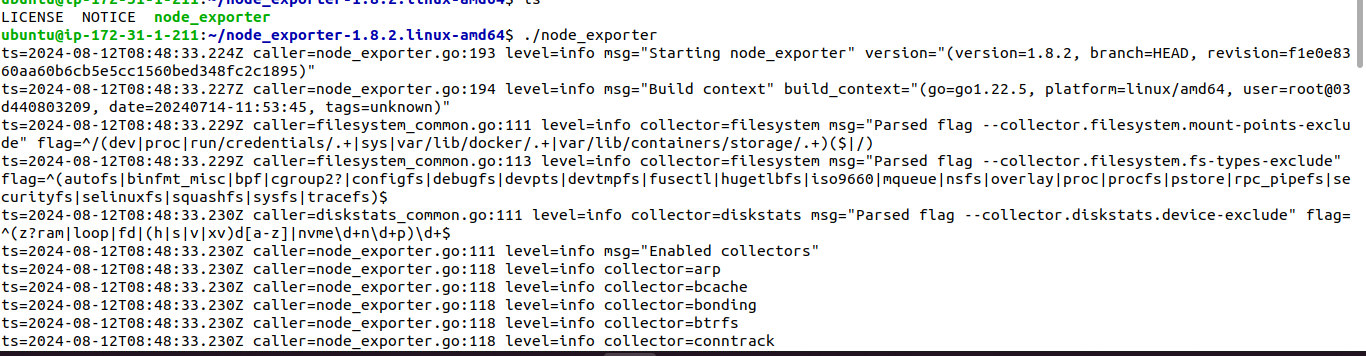 ubuntu@ip-172-31-1-211:~/node_exporter-1.8.2.linux-amd64$ ls
LICENSE  NOTICE  node_exporter
ubuntu@ip-172-31-1-211:~/node_exporter-1.8.2.linux-amd64$ ./node_exporter
ts=2024-08-12T08:48:33.224Z caller=node_exporter.go:193 level=info msg="Starting node_exporter" version="(version=1.8.2, branch=HEAD, revision=f1e0e83
60aa60b6cb5e5cc1560bed348fc2c1895)"
ts=2024-08-12T08:48:33.227Z caller=node_exporter.go:194 level=info msg="Build context" build_context="(go=go1.22.5, platform=linux/amd64, user=root@03
d440803209, date=20240714-11:53:45, tags=unknown)"
ts=2024-08-12T08:48:33.229Z caller=filesystem_common.go:111 level=info collector=filesystem msg="Parsed flag --collector.filesystem.mount-points-exclu
de" flag=^/(dev|proc|run/credentials/.+|sys|var/lib/docker/.+|var/lib/containers/storage/.+)($|/)
ts=2024-08-12T08:48:33.229Z caller=filesystem_common.go:113 level=info collector=filesystem msg="Parsed flag --collector.filesystem.fs-types-exclude"
flag=^(autofs|binfmt_misc|bpf|cgroup2?|configfs|debugfs|devpts|devtmpfs|fusectl|hugetlbfs|iso9660|mqueue|nsfs|overlay|proc|procfs|pstore|rpc_pipefs|se
curityfs|selinuxfs|squashfs|sysfs|tracefs)$
ts=2024-08-12T08:48:33.230Z caller=diskstats_common.go:111 level=info collector=diskstats msg="Parsed flag --collector.diskstats.device-exclude" flag=
^(z?ram|loop|fd|(h|s|v|xv)d[a-z]|nvme\d+n\d+p)\d+$
ts=2024-08-12T08:48:33.230Z caller=node_exporter.go:111 level=info msg="Enabled collectors"
ts=2024-08-12T08:48:33.230Z caller=node_exporter.go:118 level=info collector=arp
ts=2024-08-12T08:48:33.230Z caller=node_exporter.go:118 level=info collector=bcache
ts=2024-08-12T08:48:33.230Z caller=node_exporter.go:118 level=info collector=bonding
ts=2024-08-12T08:48:33.230Z caller=node_exporter.go:118 level=info collector=btrfs
ts=2024-08-12T08:48:33.230Z caller=node_exporter.go:118 level=info collector=conntrack